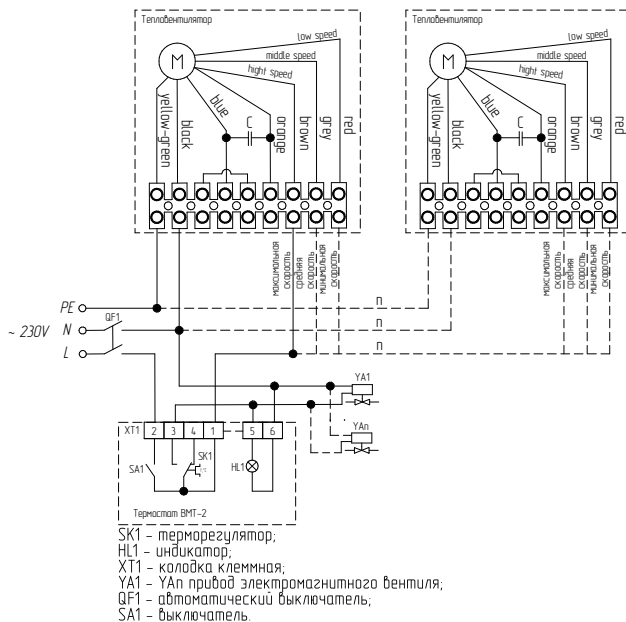 Тепловентилятор
M
low speed
middle speed
hight speed
yellow-green
black
blue
C
orange
brown
grey
red
максимальная
скорость
средняя
скорость
минимальная
скорость
Тепловентилятор
M
low speed
middle speed
hight speed
yellow-green
black
blue
C
orange
brown
grey
red
максимальная
скорость
средняя
скорость
минимальная
скорость
PE
n
~ 230V N
QF1
n
L
n
YA1
YAn
XT1 2 3 4 1 5 6
SA1
SK1
t°C
HL1
Термостат ВМТ-2
SK1 - терморегулятор;
HL1 - индикатор;
XT1 - колодка клеммная;
YA1 - YAn привод электромагнитного вентиля;
QF1 - автоматический выключатель;
SA1 - выключатель.